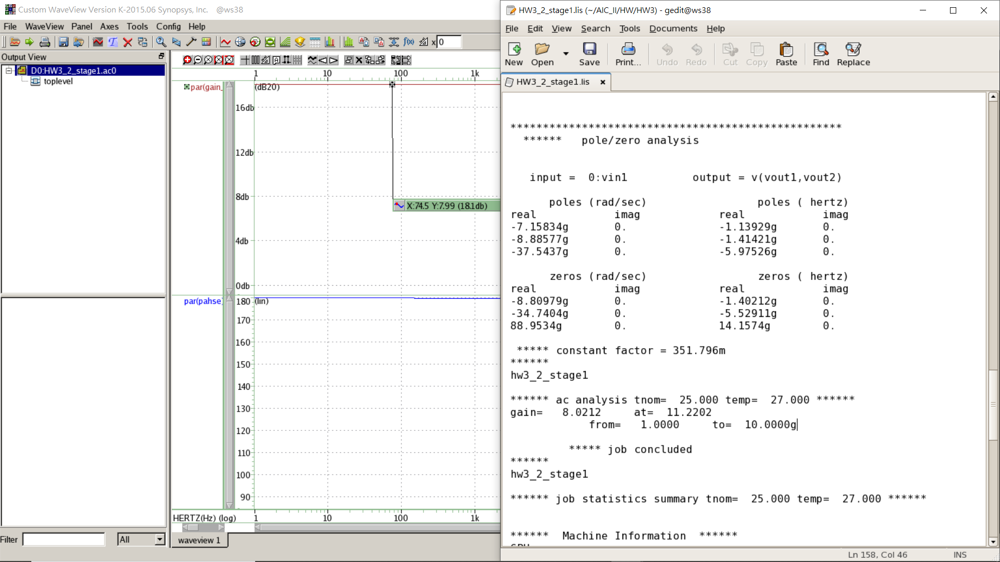 Custom WaveView Version K-2015.06 Synopsys, Inc. @ws38
File WaveView Panel Axes Tools Config Help
x 0
Output View
D0:HW3_2_stage1.ac0
toplevel
Filter
All
1 10 100 1k
par(gain_
(dB20)
16db
12db
8db
4db
0db
X:74.5 Y:7.99 (18.1db)
par(pahse)
180 (lin)
170
160
150
140
130
120
110
100
90
HERTZ(Hz) (log) 1 10 100 1k
waveview 1
HW3_2_stage1.lis (~/AIC_II/HW/HW3) - gedit@ws38
File Edit View Search Tools Documents Help
New Open Save Print... Undo Redo Cut Copy Paste Find Replace
HW3_2_stage1.lis
***************************************************
****** pole/zero analysis
input = 0:vin1 output = v(vout1,vout2)
poles (rad/sec) poles ( hertz)
real imag real imag
-7.15834g 0. -1.13929g 0.
-8.88577g 0. -1.41421g 0.
-37.5437g 0. -5.97526g 0.
zeros (rad/sec) zeros ( hertz)
real imag real imag
-8.80979g 0. -1.40212g 0.
-34.7404g 0. -5.52911g 0.
88.9534g 0. 14.1574g 0.
***** constant factor = 351.796m
******
hw3_2_stage1
****** ac analysis tnom= 25.000 temp= 27.000 ******
gain= 8.0212 at= 11.2202
from= 1.0000 to= 10.0000g
***** job concluded
******
hw3_2_stage1
****** job statistics summary tnom= 25.000 temp= 27.000 ******
****** Machine Information ******
Ln 158, Col 46 INS